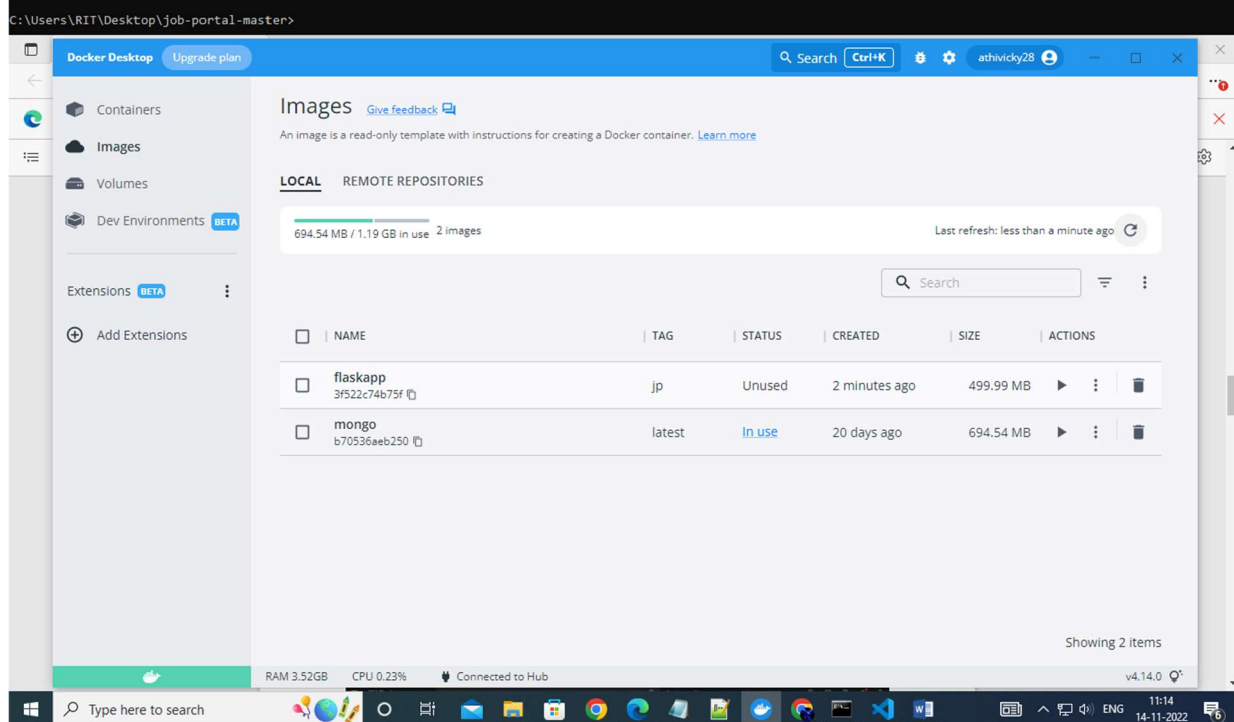 C:\Users\RIT\Desktop\job-portal-master>
Docker Desktop Upgrade plan Search Ctrl+K athivicky28
Containers
Images
Volumes
Dev Environments BETA
Extensions BETA
Add Extensions
Images Give feedback
An image is a read-only template with instructions for creating a Docker container. Learn more
LOCAL REMOTE REPOSITORIES
694.54 MB / 1.19 GB in use 2 images Last refresh: less than a minute ago
Search
NAME TAG STATUS CREATED SIZE ACTIONS
flaskapp
3f522c74b75f
jp Unused 2 minutes ago 499.99 MB
mongo
b70536aeb250
latest In use 20 days ago 694.54 MB
Showing 2 items
RAM 3.52GB CPU 0.23% Connected to Hub v4.14.0
Type here to search ENG 11:14
14-11-2022 6